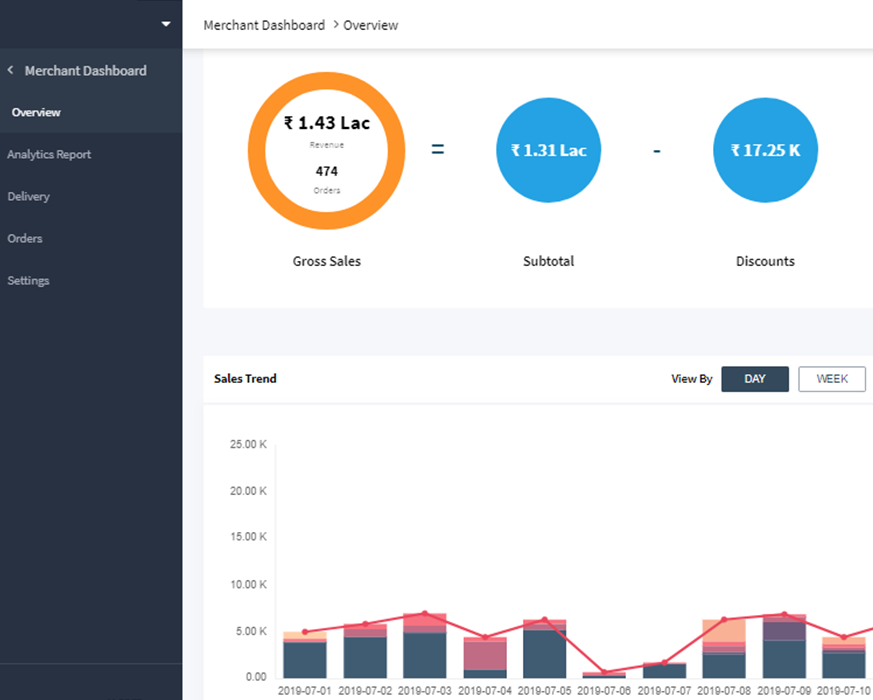 Merchant Dashboard > Overview
Merchant Dashboard
Overview
Analytics Report
Delivery
Orders
Settings
₹ 1.43 Lac
Revenue
474
Orders
=
₹ 1.31 Lac
-
₹ 17.25 K
Gross Sales
Subtotal
Discounts
Sales Trend
View By
DAY
WEEK
25.00 K
20.00 K
15.00 K
10.00 K
5.00 K
0.00
2019-07-01 2019-07-02 2019-07-03 2019-07-04 2019-07-05 2019-07-06 2019-07-07 2019-07-08 2019-07-09 2019-07-10